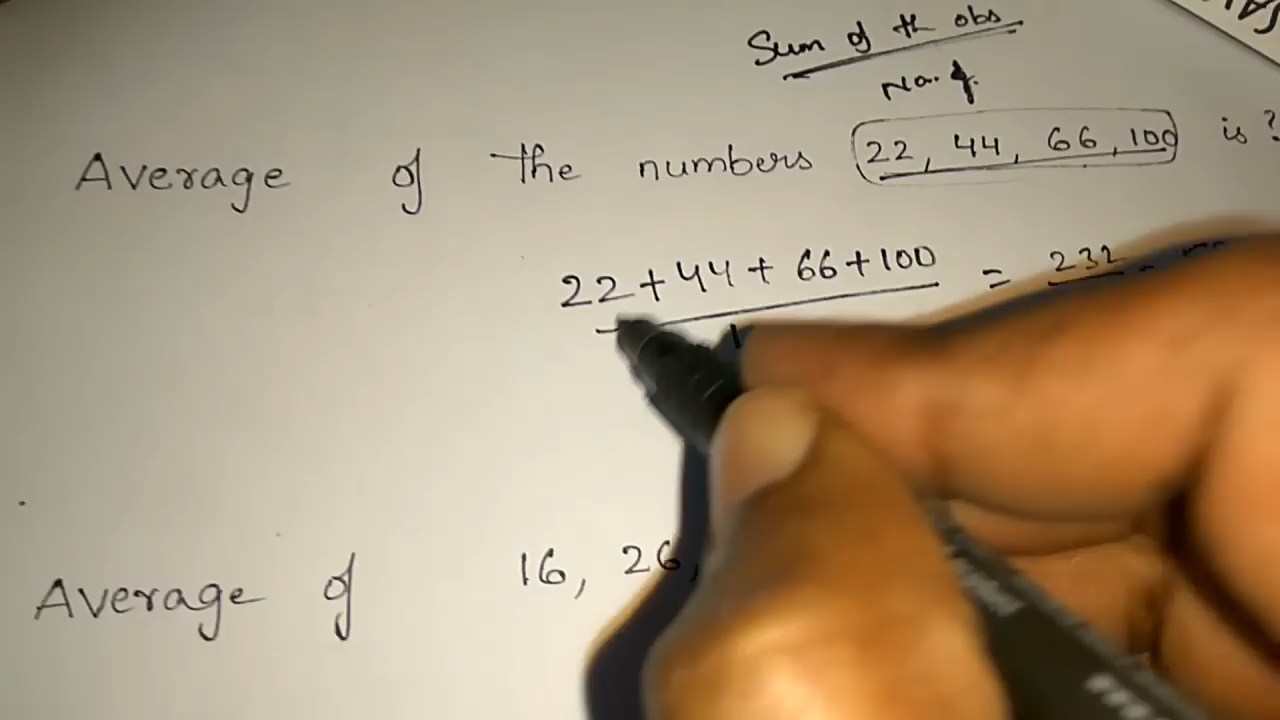 Sum of th obs
No. of
Average of the numbers 22, 44, 66, 100 is ?
22 + 44 + 66 + 100 = 232
Average of 16, 26,